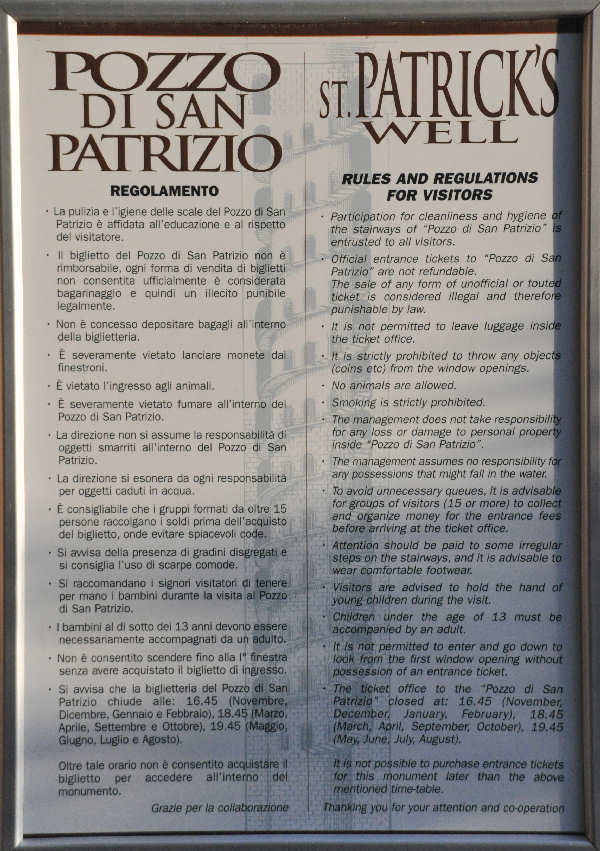 POZZO
DI SAN
PATRIZIO
REGOLAMENTO
· La pulizia e l'igiene delle scale del Pozzo di San
Patrizio è affidata all'educazione e al rispetto
del visitatore.
· Il biglietto del Pozzo di San Patrizio non è
rimborsabile, ogni forma di vendita di biglietti
non consentita ufficialmente è considerata
bagarinaggio e quindi un illecito punibile
legalmente.
· Non è concesso depositare bagagli all'interno
della biglietteria.
· È severamente vietato lanciare monete dai
finestroni.
· È vietato l'ingresso agli animali.
· È severamente vietato fumare all'interno del
Pozzo di San Patrizio.
· La direzione non si assume la responsabilità di
oggetti smarriti all'interno del Pozzo di San
Patrizio.
· La direzione si esonera da ogni responsabilità
per oggetti caduti in acqua.
· È consigliabile che i gruppi formati da oltre 15
persone raccolgano i soldi prima dell'acquisto
del biglietto, onde evitare spiacevoli code.
· Si avvisa della presenza di gradini disgregati e
si consiglia l'uso di scarpe comode.
· Si raccomandano i signori visitatori di tenere
per mano i bambini durante la visita al Pozzo
di San Patrizio.
· I bambini al di sotto dei 13 anni devono essere
necessariamente accompagnati da un adulto.
· Non è consentito scendere fino alla I° finestra
senza avere acquistato il biglietto di ingresso.
· Si avvisa che la biglietteria del Pozzo di San
Patrizio chiude alle: 16.45 (Novembre,
Dicembre, Gennaio e Febbraio), 18.45 (Marzo,
Aprile, Settembre e Ottobre), 19.45 (Maggio,
Giugno, Luglio e Agosto).
Oltre tale orario non è consentito acquistare il
biglietto per accedere all'interno del
monumento.
Grazie per la collaborazione
ST. PATRICK'S
WELL
RULES AND REGULATIONS
FOR VISITORS
· Participation for cleanliness and hygiene of
the stairways of "Pozzo di San Patrizio" is
entrusted to all visitors.
· Official entrance tickets to "Pozzo di San
Patrizio" are not refundable.
The sale of any form of unofficial or touted
ticket is considered illegal and therefore
punishable by law.
· It is not permitted to leave luggage inside
the ticket office.
· It is strictly prohibited to throw any objects
(coins etc) from the window openings.
· No animals are allowed.
· Smoking is strictly prohibited.
· The management does not take responsibility
for any loss or damage to personal property
inside "Pozzo di San Patrizio".
· The management assumes no responsibility for
any possessions that might fall in the water.
· To avoid unnecessary queues, it is advisable
for groups of visitors (15 or more) to collect
and organize money for the entrance fees
before arriving at the ticket office.
· Attention should be paid to some irregular
steps on the stairways, and it is advisable to
wear comfortable footwear.
· Visitors are advised to hold the hand of
young children during the visit.
· Children under the age of 13 must be
accompanied by an adult.
· It is not permitted to enter and go down to
look from the first window opening without
possession of an entrance ticket.
· The ticket office to the "Pozzo di San
Patrizio" closed at: 16.45 (November,
December, January, February), 18.45
(March, April, September, October), 19.45
(May, June, July, August).
It is not possible to purchase entrance tickets
for this monument later than the above
mentioned time-table.
Thanking you for your attention and co-operation